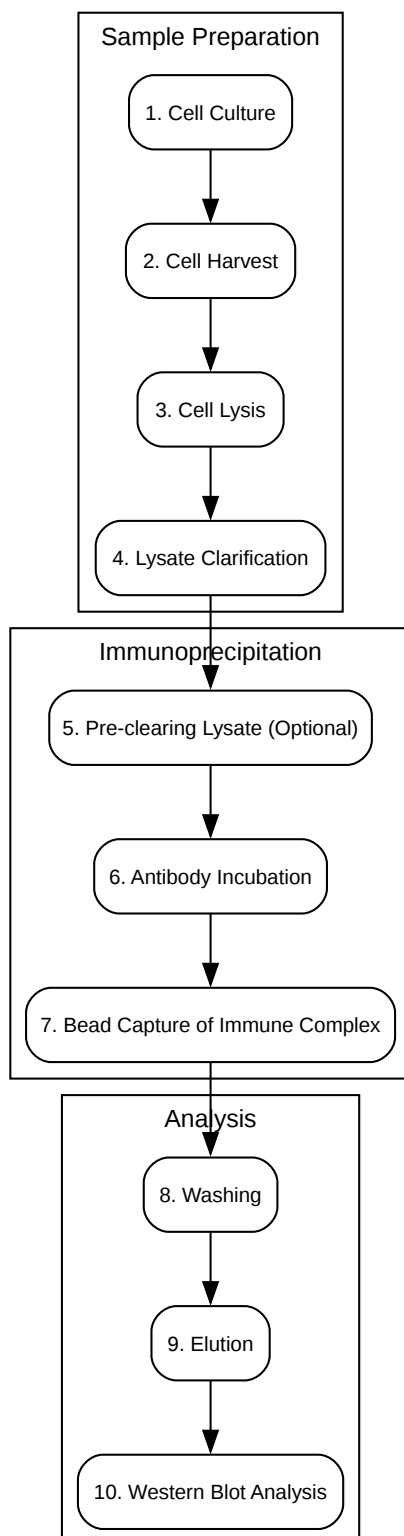 Sample Preparation
1. Cell Culture
2. Cell Harvest
3. Cell Lysis
4. Lysate Clarification
Immunoprecipitation
5. Pre-clearing Lysate (Optional)
6. Antibody Incubation
7. Bead Capture of Immune Complex
Analysis
8. Washing
9. Elution
10. Western Blot Analysis